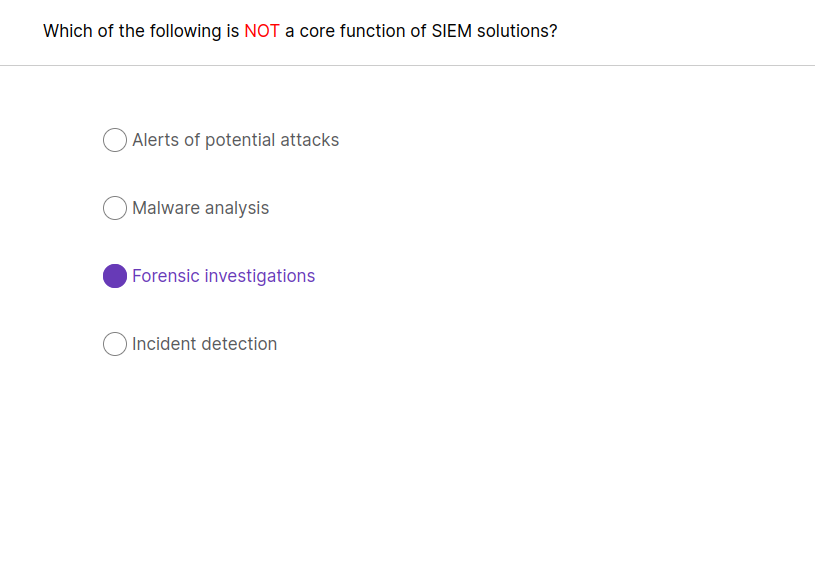 Which of the following is NOT a core function of SIEM solutions?
Alerts of potential attacks
Malware analysis
Forensic investigations
Incident detection